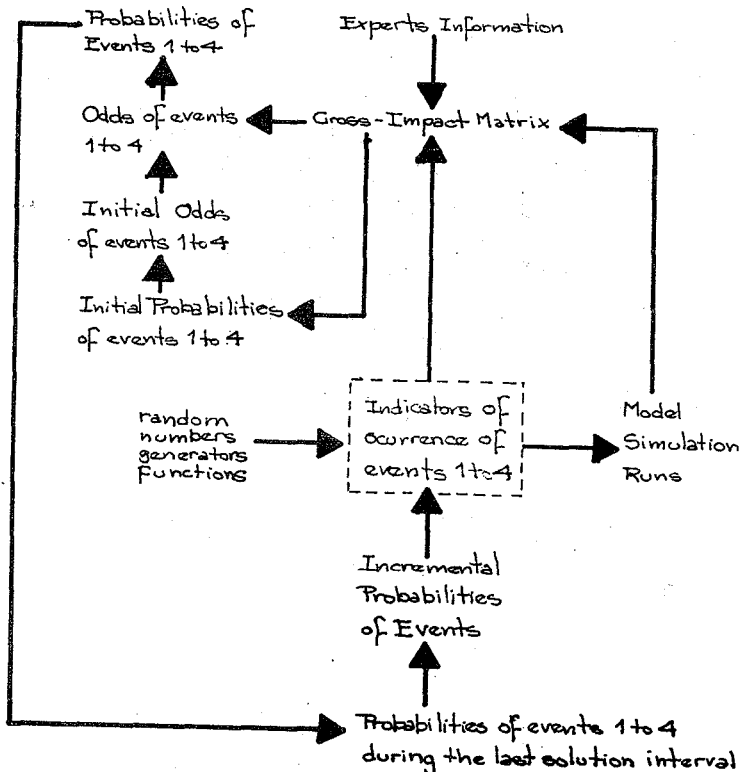 Probabilities of
Events 1 to 4
Experts Information
Odds of events
1 to 4
Cross-Impact Matrix
Initial Odds
of events 1 to 4
Initial Probabilities
of events 1 to 4
random
numbers
generators
functions
Indicators of
ocurrence of
events 1 to 4
Model
Simulation
Runs
Incremental
Probabilities
of Events
Probabilities of events 1 to 4
during the last solution interval